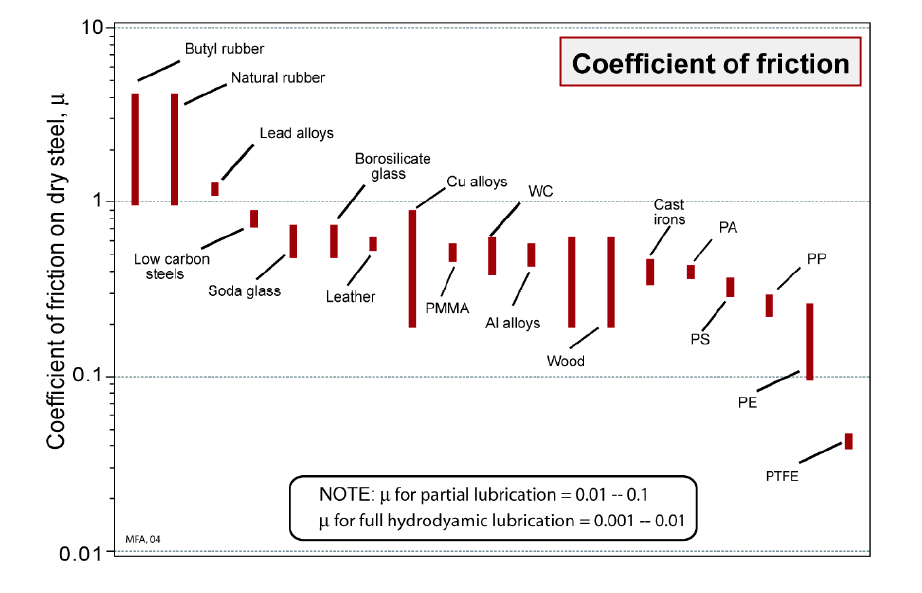 Coefficient of friction
Coefficient of friction on dry steel, μ
10
1
0.1
0.01
Butyl rubber
Natural rubber
Lead alloys
Borosilicate
glass
Cu alloys
WC
Cast
irons
PA
PP
Low carbon
steels
Soda glass
Leather
PMMA
Al alloys
Wood
PS
PE
PTFE
NOTE: μ for partial lubrication = 0.01 -- 0.1
μ for full hydrodyamic lubrication = 0.001 -- 0.01
MFA, 04